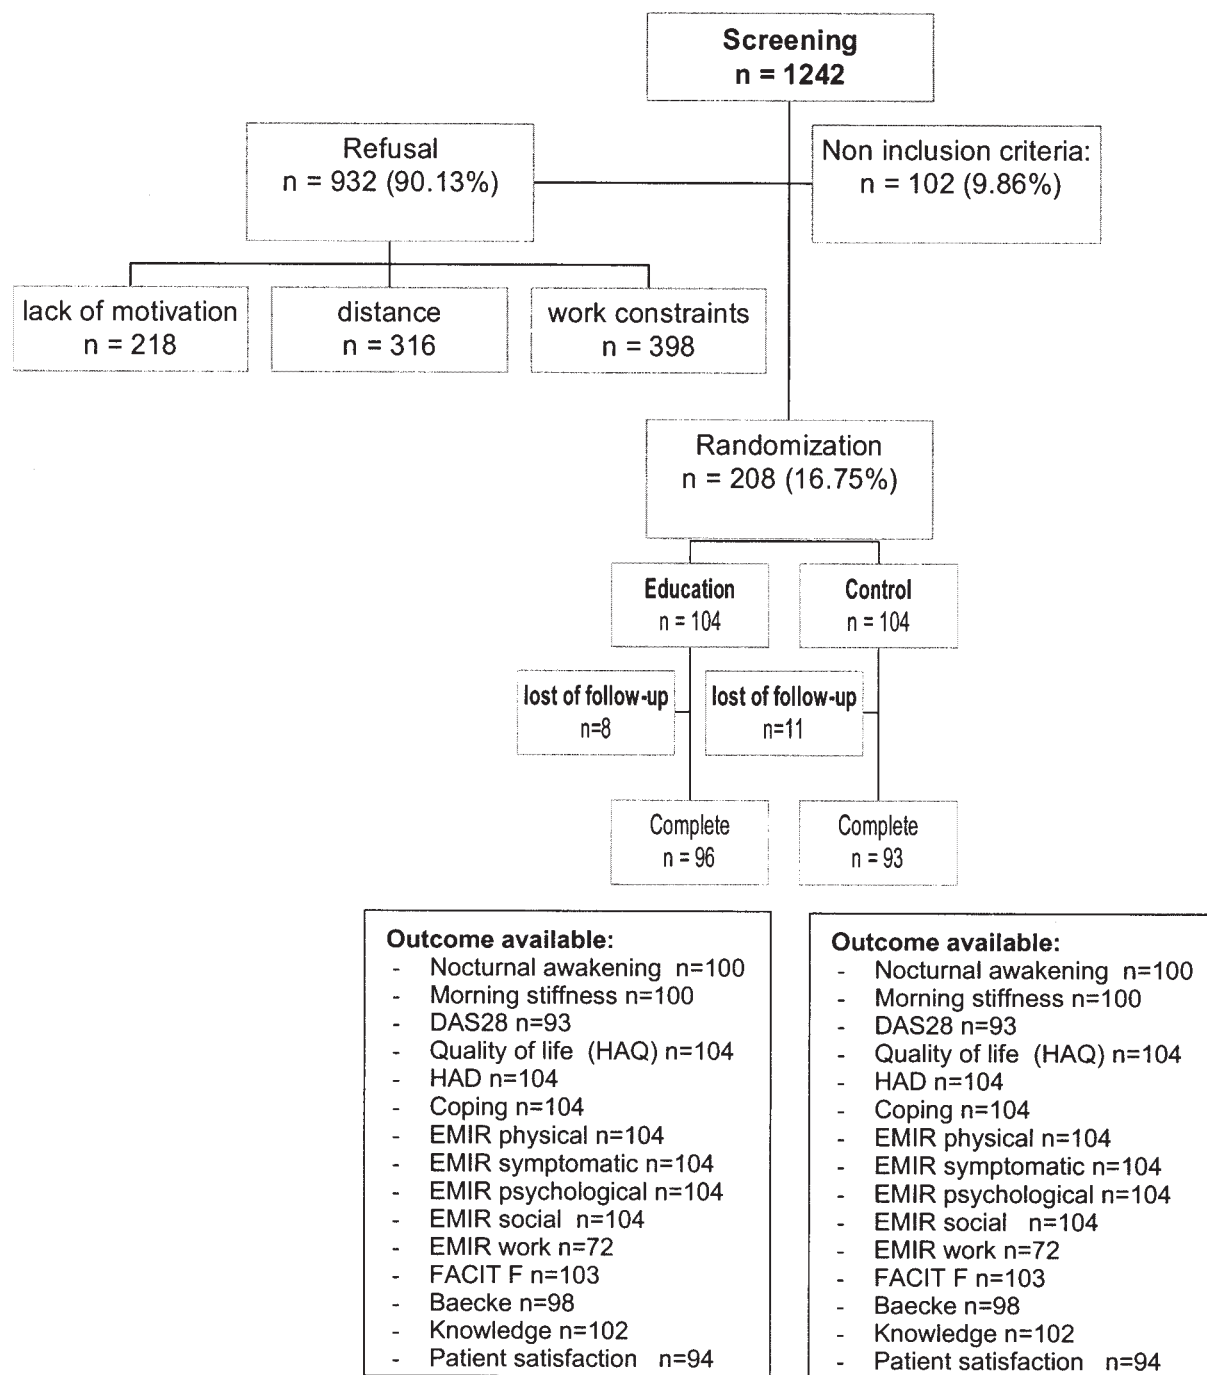 Screening
n = 1242
Refusal
n = 932 (90.13%)
Non inclusion criteria:
n = 102 (9.86%)
lack of motivation
n = 218
distance
n = 316
work constraints
n = 398
Randomization
n = 208 (16.75%)
Education
n = 104
Control
n = 104
lost of follow-up
n=8
lost of follow-up
n=11
Complete
n = 96
Complete
n = 93
Outcome available:
- Nocturnal awakening n=100
- Morning stiffness n=100
- DAS28 n=93
- Quality of life (HAQ) n=104
- HAD n=104
- Coping n=104
- EMIR physical n=104
- EMIR symptomatic n=104
- EMIR psychological n=104
- EMIR social n=104
- EMIR work n=72
- FACIT F n=103
- Baecke n=98
- Knowledge n=102
- Patient satisfaction n=94
Outcome available:
- Nocturnal awakening n=100
- Morning stiffness n=100
- DAS28 n=93
- Quality of life (HAQ) n=104
- HAD n=104
- Coping n=104
- EMIR physical n=104
- EMIR symptomatic n=104
- EMIR psychological n=104
- EMIR social n=104
- EMIR work n=72
- FACIT F n=103
- Baecke n=98
- Knowledge n=102
- Patient satisfaction n=94